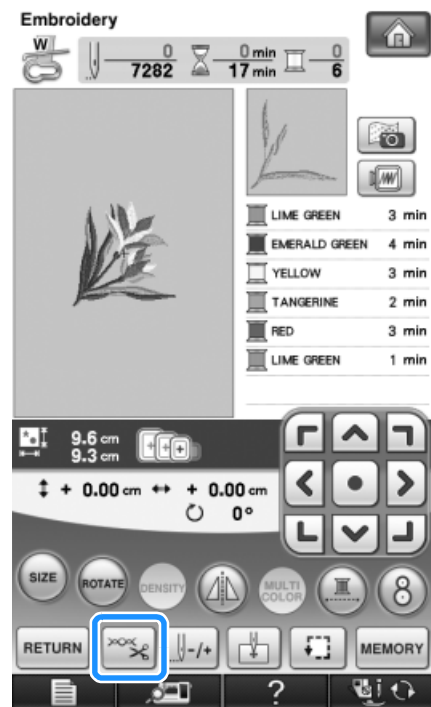 Embroidery
W
0 0 min 0
7282 17 min 6
LIME GREEN 3 min
EMERALD GREEN 4 min
YELLOW 3 min
TANGERINE 2 min
RED 3 min
LIME GREEN 1 min
9.6 cm
9.3 cm
+ 0.00 cm + 0.00 cm
0°
SIZE ROTATE DENSITY MULTI COLOR 8
RETURN -/+ MEMORY
?